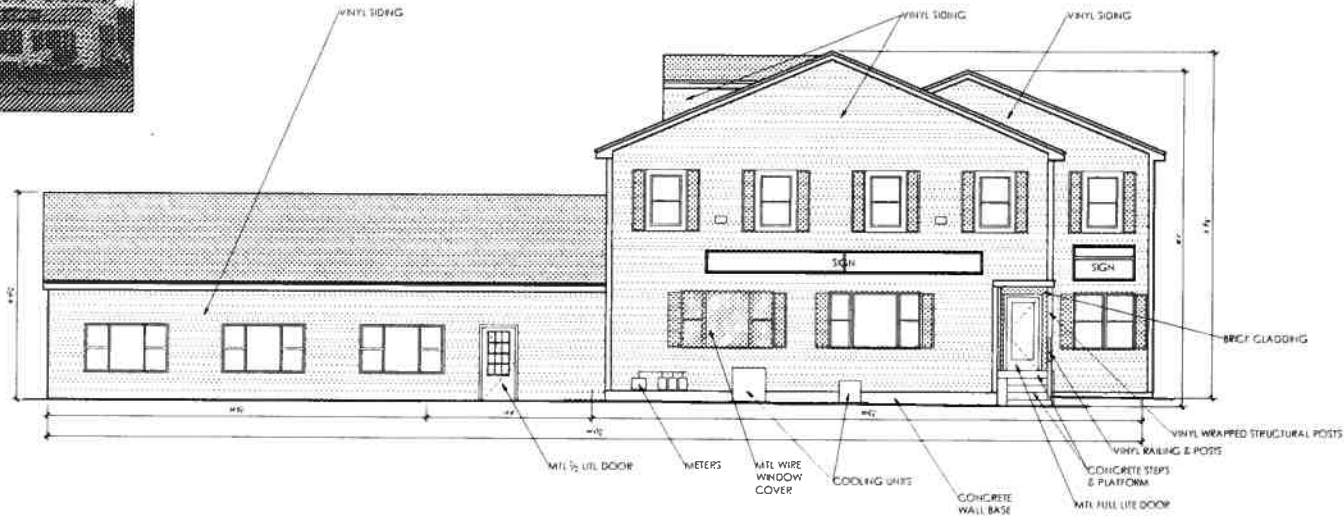 VINYL SIDING
VINYL SIDING
VINYL SIDING
SIGN
SIGN
BRICK CLADDING
VINYL WRAPPED STRUCTURAL POSTS
VINYL RAILING & POSTS
CONCRETE STEPS
& PLATFORM
MTL FULL LITE DOOR
CONCRETE
WALL BASE
COOLING UNITS
MTL WIRE
WINDOW
COVER
METERS
MTL ½ LITE DOOR